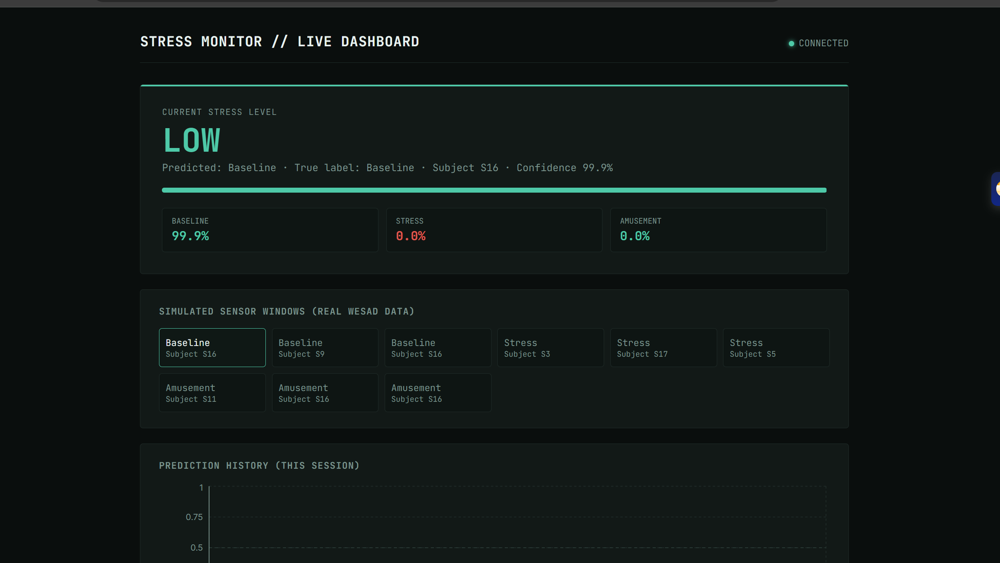 STRESS MONITOR // LIVE DASHBOARD
CONNECTED
CURRENT STRESS LEVEL
LOW
Predicted: Baseline · True label: Baseline · Subject S16 · Confidence 99.9%
BASELINE
99.9%
STRESS
0.0%
AMUSEMENT
0.0%
SIMULATED SENSOR WINDOWS (REAL WESAD DATA)
Baseline
Subject S16
Baseline
Subject S9
Baseline
Subject S16
Stress
Subject S3
Stress
Subject S17
Stress
Subject S5
Amusement
Subject S11
Amusement
Subject S16
Amusement
Subject S16
PREDICTION HISTORY (THIS SESSION)
1
0.75
0.5